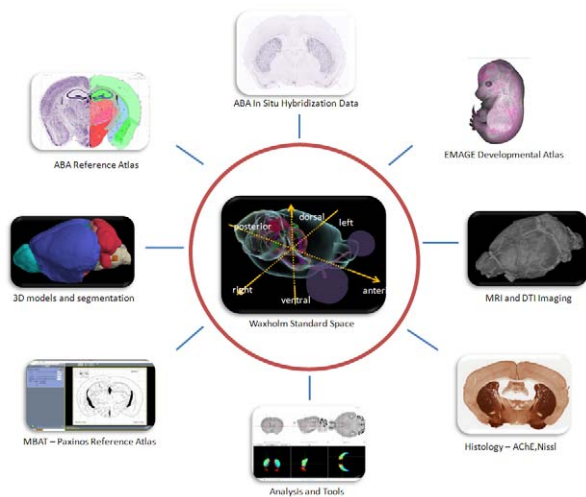 ABA In Situ Hybridization Data
ABA Reference Atlas
EMAGE Developmental Atlas
dorsal
left
posterior
right
ventral
anteri
Waxholm Standard Space
3D models and segmentation
MRI and DTI Imaging
MBAT – Paxinos Reference Atlas
Histology – AChE,Nissl
Analysis and Tools